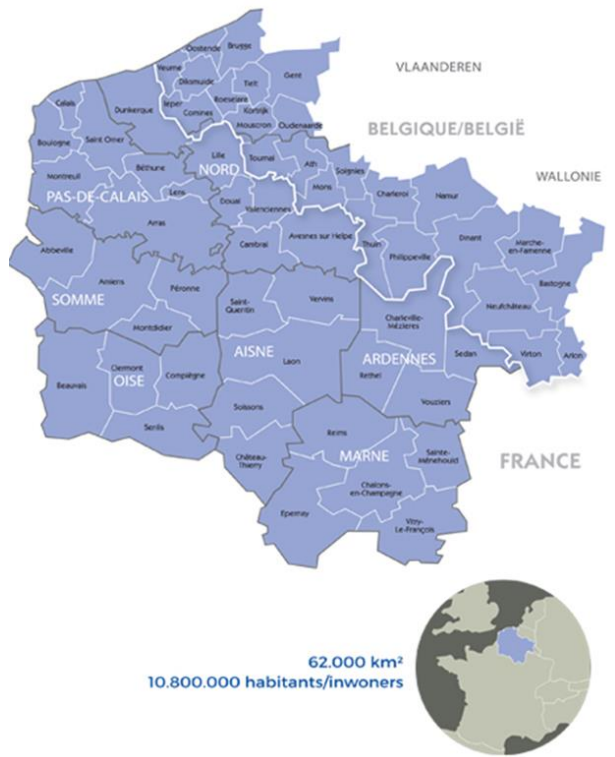 Oostende
Brugge
Veurne
Diksmuide
Tielt
Gent
VLAANDEREN
Calais
Dunkerque
Ieper
Roeselare
Kortrijk
Comines
Mouscron
Oudenaarde
BELGIQUE/BELGIË
Boulogne
Saint Omer
Lille
NORD
Tournai
Ath
Soignies
WALLONIE
Montreuil
Béthune
Mons
Charleroi
Namur
PAS-DE-CALAIS
Lens
Douai
Valenciennes
Arras
Cambrai
Avesnes sur Helpe
Thuin
Philippeville
Dinant
Marche-
en-Famenne
Abbeville
Bastogne
Amiens
Péronne
SOMME
Saint-
Quentin
Vervins
Charleville-
Mézières
Neufchâteau
Montdidier
AISNE
Laon
ARDENNES
Sedan
Virton
Arlon
Clermont
OISE
Compiègne
Beauvais
Rethel
Soissons
Vouziers
Senlis
Reims
MARNE
Château-
Thierry
Sainte-
Ménehould
FRANCE
Chalons-
en-Champagne
Epernay
Vitry-
Le-François
62.000 km²
10.800.000 habitants/inwoners